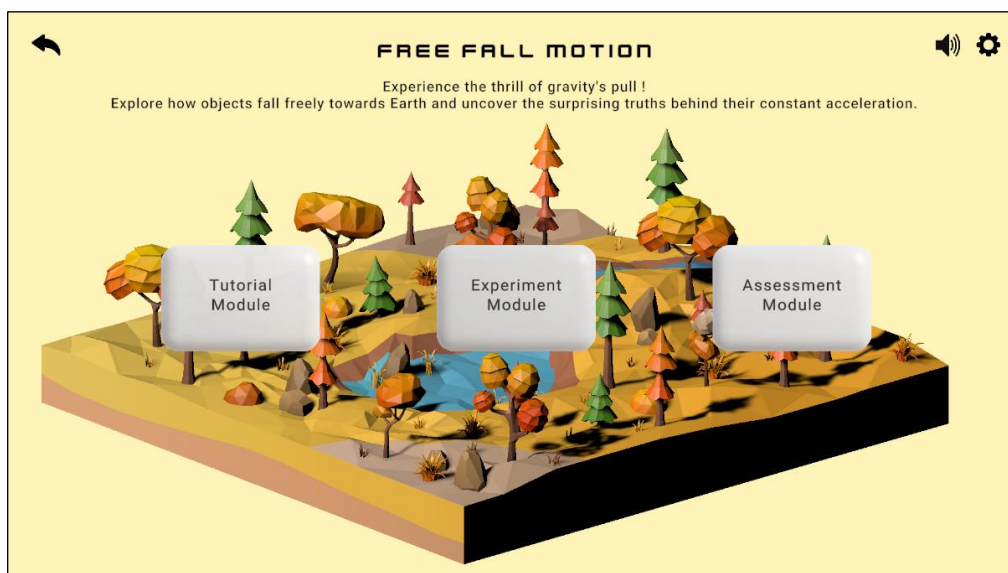 FREE FALL MOTION
Experience the thrill of gravity's pull !
Explore how objects fall freely towards Earth and uncover the surprising truths behind their constant acceleration.
Tutorial
Module
Experiment
Module
Assessment
Module